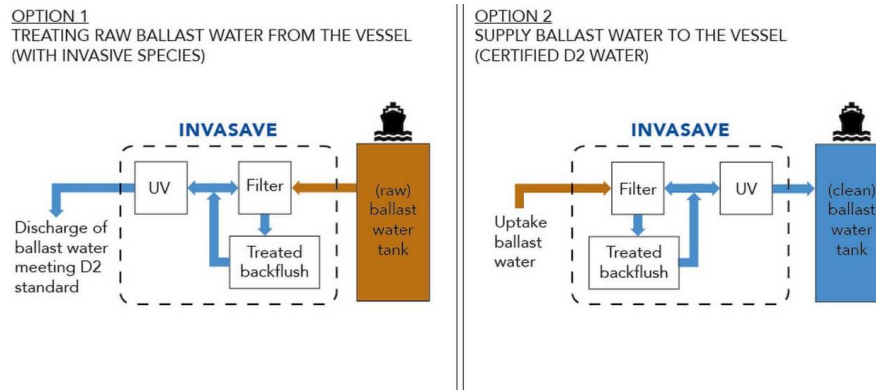 OPTION 1
TREATING RAW BALLAST WATER FROM THE VESSEL
(WITH INVASIVE SPECIES)
INVASAVE
UV
Filter
Treated
backflush
(raw)
ballast
water
tank
Discharge of
ballast water
meeting D2
standard
OPTION 2
SUPPLY BALLAST WATER TO THE VESSEL
(CERTIFIED D2 WATER)
INVASAVE
Filter
UV
Treated
backflush
(clean)
ballast
water
tank
Uptake
ballast
water